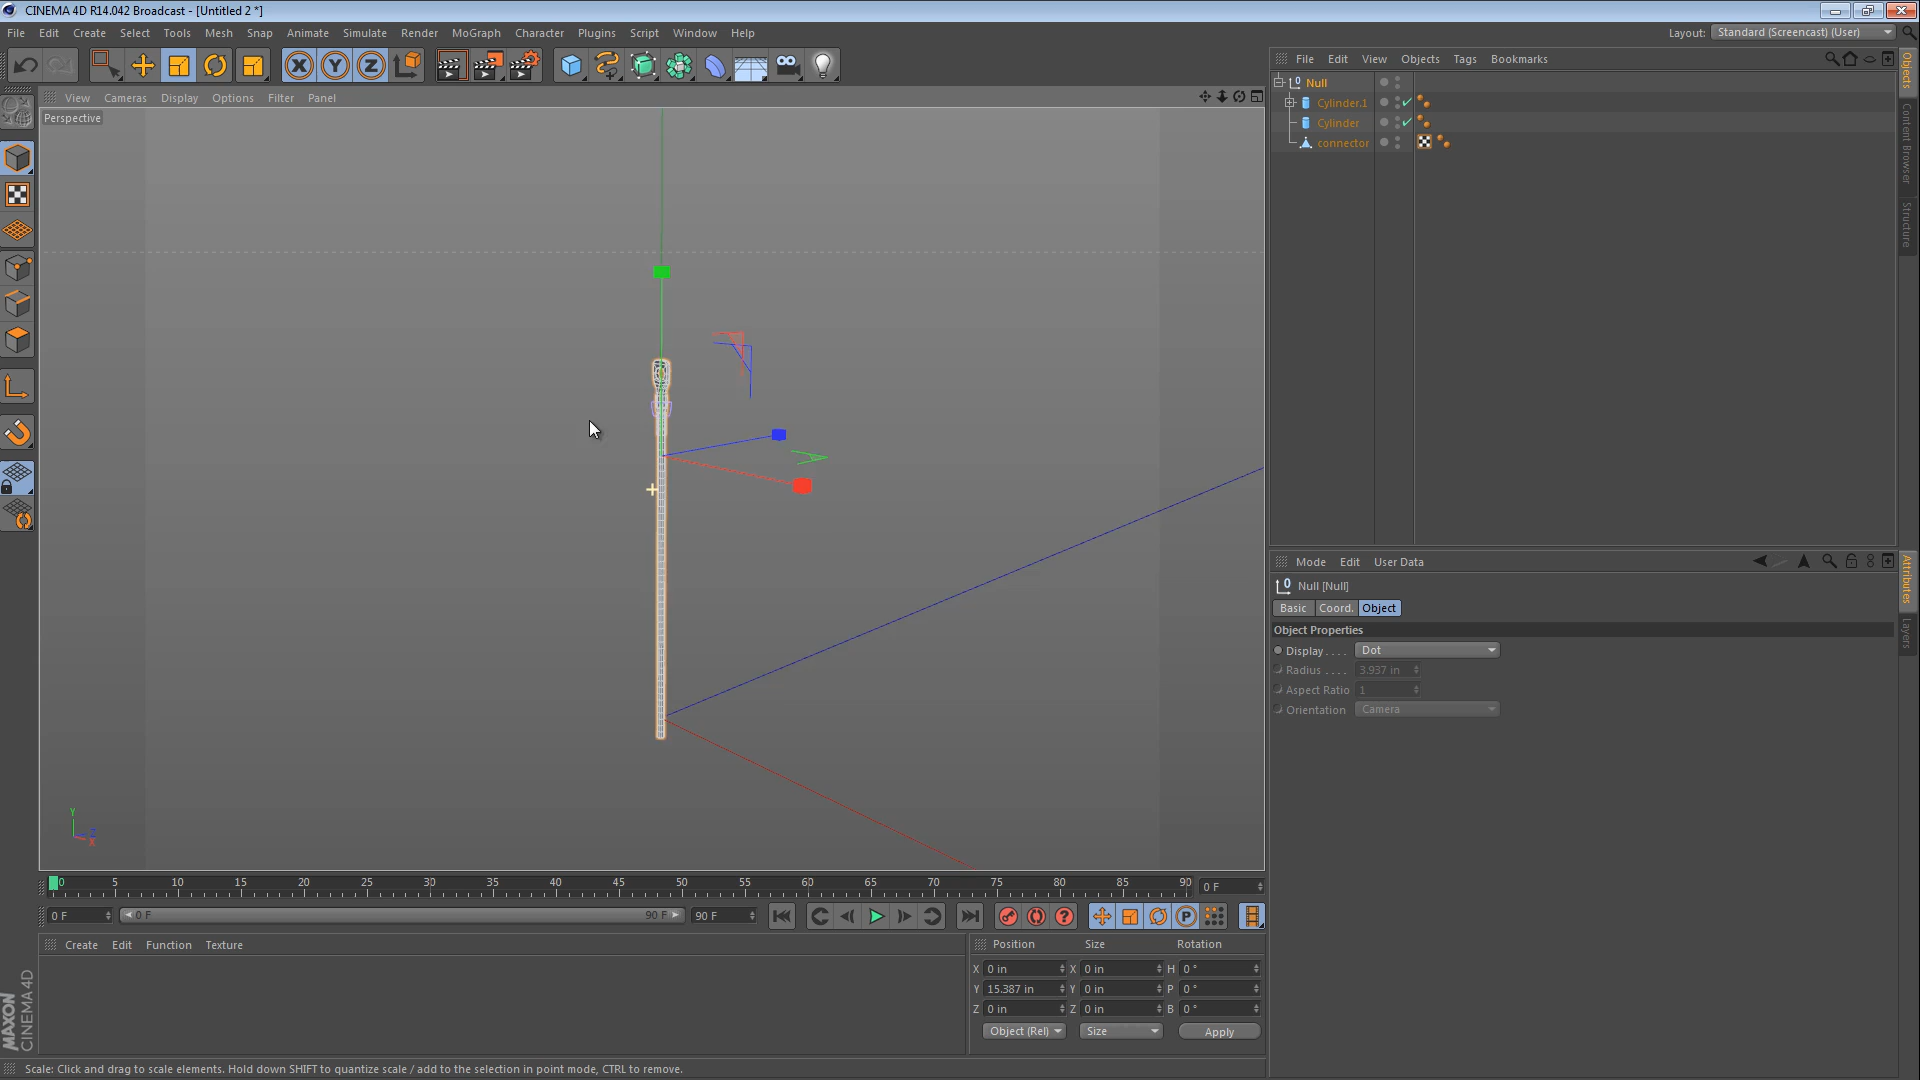 CINEMA 4D R14.042 Broadcast - [Untitled 2 *]
File Edit Create Select Tools Mesh Snap Animate Simulate Render MoGraph Character Plugins Script Window Help
Layout: Standard (Screencast) (User)
View Cameras Display Options Filter Panel
Perspective
File Edit View Objects Tags Bookmarks
Null
Cylinder.1
Cylinder
connector
Objects
Content Browser
Structure
Mode Edit User Data
Null [Null]
Basic Coord. Object
Object Properties
Display . . . . Dot
Radius . . . . 3.937 in
Aspect Ratio 1
Orientation Camera
Attributes
Layers
Y
Z
X
0 5 10 15 20 25 30 35 40 45 50 55 60 65 70 75 80 85 90 0 F
0 F 0 F 90 F 90 F
Create Edit Function Texture
Position Size Rotation
X 0 in X 0 in H 0 °
Y 15.387 in Y 0 in P 0 °
Z 0 in Z 0 in B 0 °
Object (Rel) Size Apply
MAXON
CINEMA 4D
Scale: Click and drag to scale elements. Hold down SHIFT to quantize scale / add to the selection in point mode, CTRL to remove.